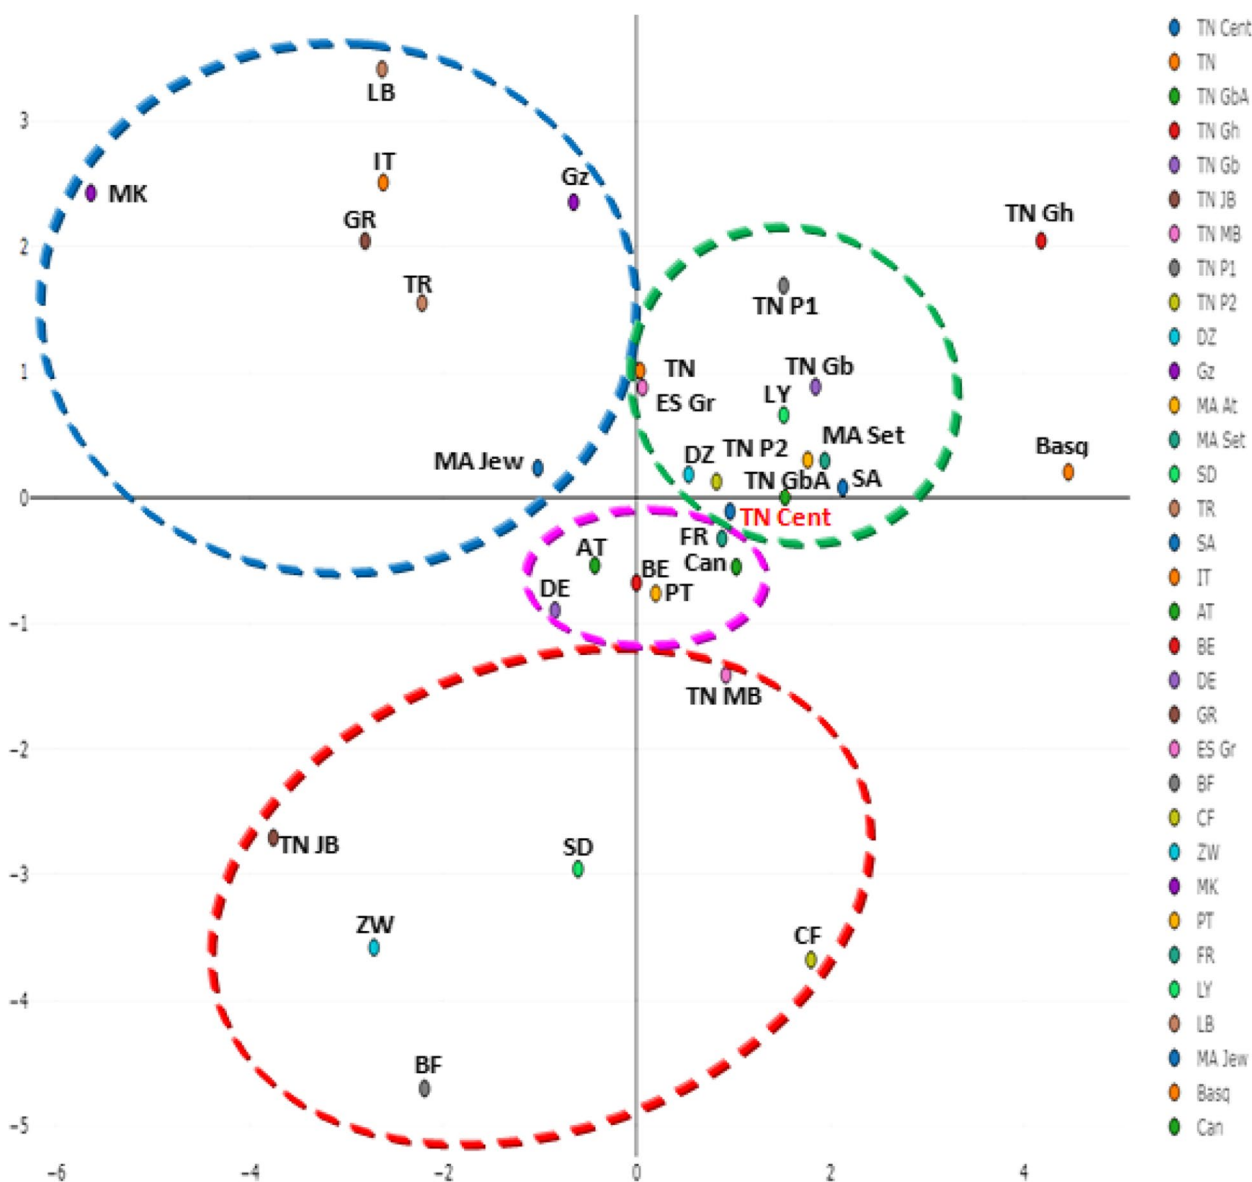 LB
3
IT
MK
Gz
GR
TN Gh
2
TR
TN P1
1
TN
TN Gb
ES Gr
LY
MA Set
Basq
TN P2
MA Jew
DZ
TN GbA
SA
0
TN Cent
FR
AT
Can
BE
DE
PT
−1
TN MB
−2
TN JB
SD
−3
ZW
CF
−4
BF
−5
−6
−4
−2
0
2
4
TN Cent
TN
TN GbA
TN Gh
TN Gb
TN JB
TN MB
TN P1
TN P2
DZ
Gz
MA At
MA Set
SD
TR
SA
IT
AT
BE
DE
GR
ES Gr
BF
CF
ZW
MK
PT
FR
LY
LB
MA Jew
Basq
Can